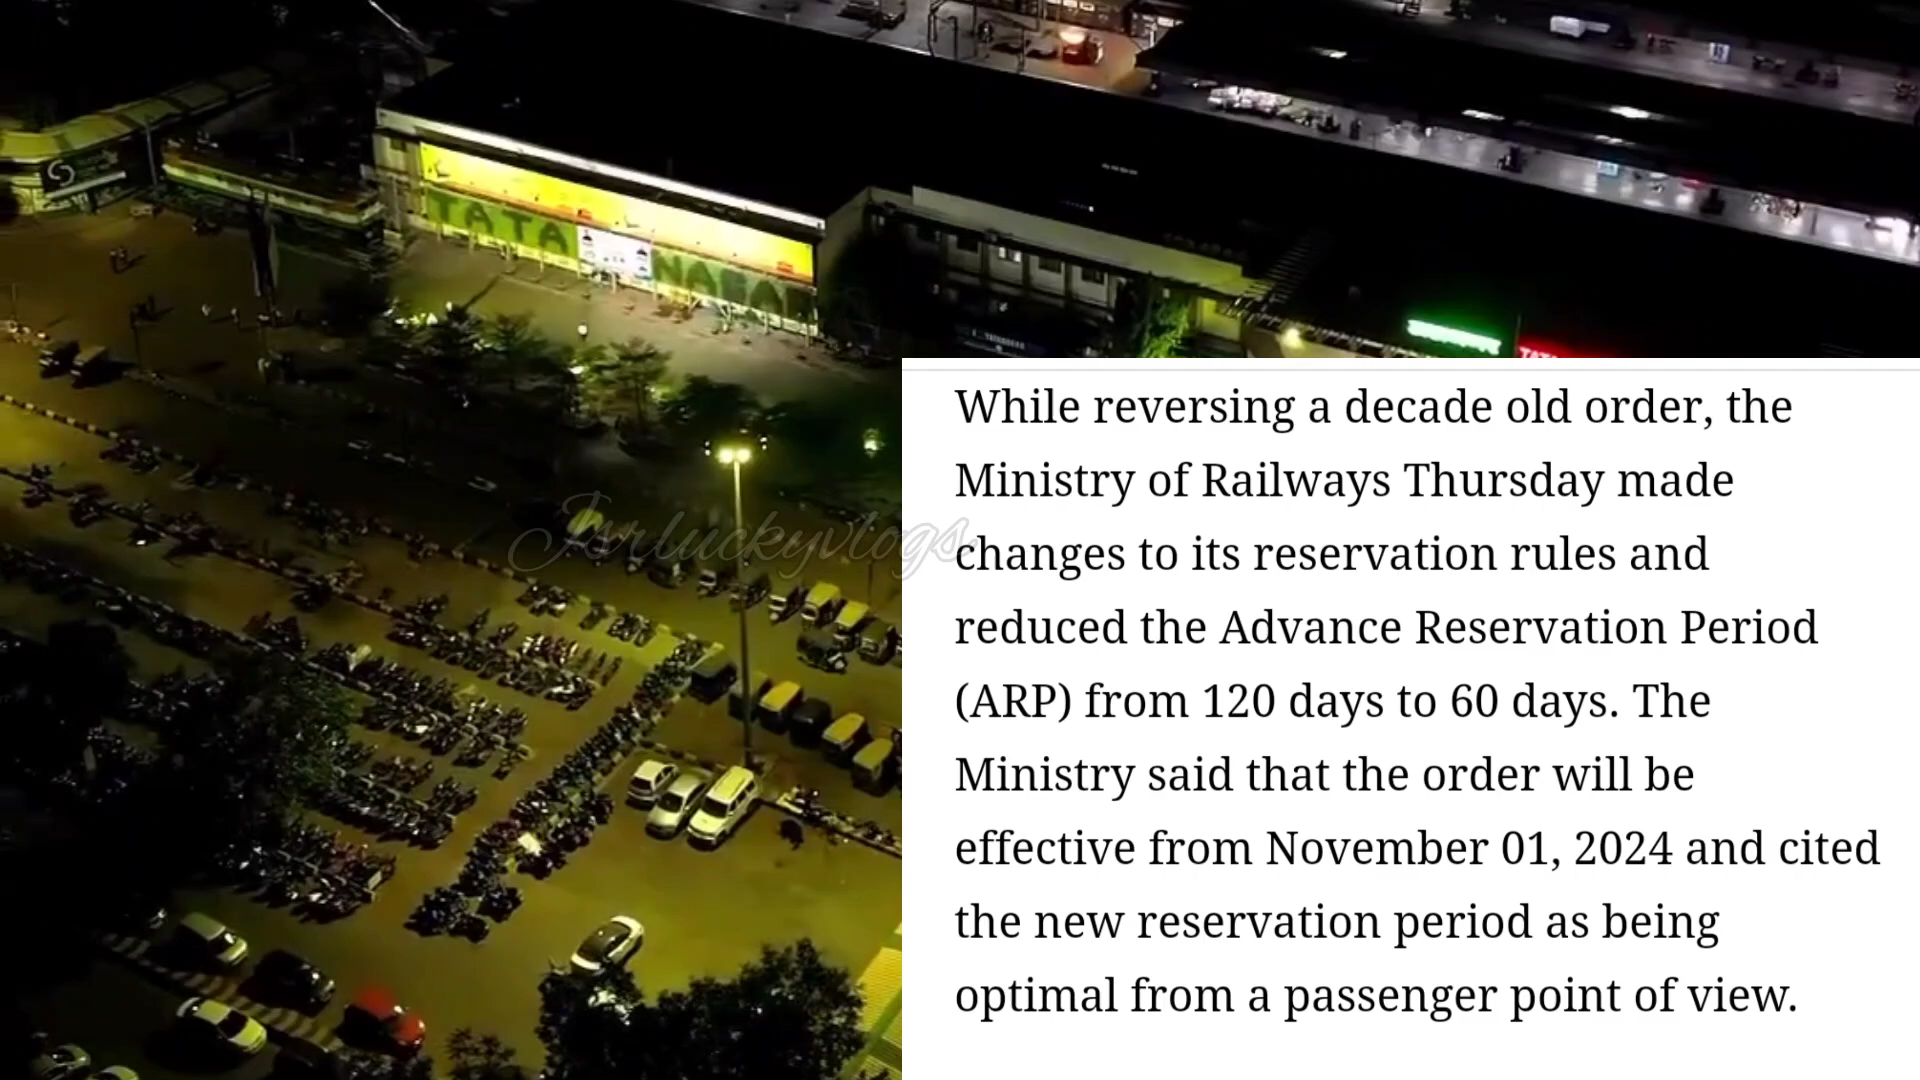 TATA
NAGAR
Jsrluckyvlogs
While reversing a decade old order, the
Ministry of Railways Thursday made
changes to its reservation rules and
reduced the Advance Reservation Period
(ARP) from 120 days to 60 days. The
Ministry said that the order will be
effective from November 01, 2024 and cited
the new reservation period as being
optimal from a passenger point of view.